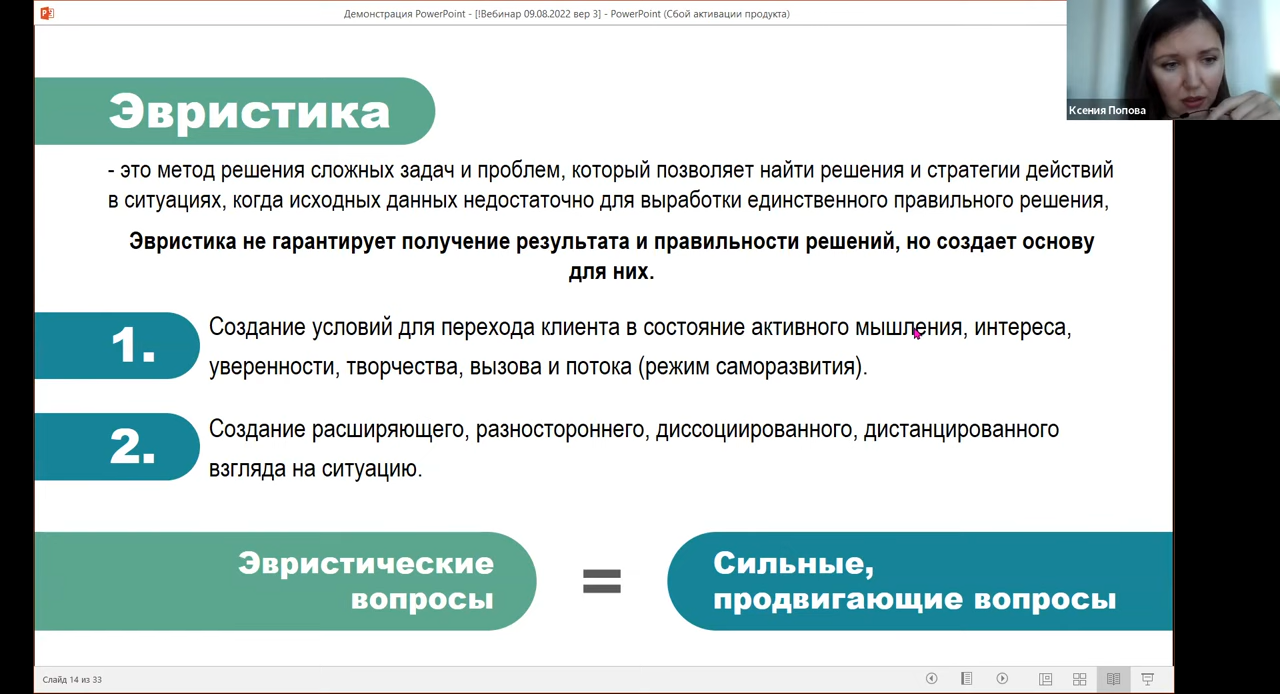 Демонстрация PowerPoint - [!Вебинар 09.08.2022 вер 3] - PowerPoint (Сбой активации продукта)
Ксения Попова
Эвристика
- это метод решения сложных задач и проблем, который позволяет найти решения и стратегии действий
в ситуациях, когда исходных данных недостаточно для выработки единственного правильного решения,
Эвристика не гарантирует получение результата и правильности решений, но создает основу
для них.
1.
Создание условий для перехода клиента в состояние активного мышления, интереса,
уверенности, творчества, вызова и потока (режим саморазвития).
2.
Создание расширяющего, разностороннего, диссоциированного, дистанцированного
взгляда на ситуацию.
Эвристические
вопросы
=
Сильные,
продвигающие вопросы
Слайд 14 из 33